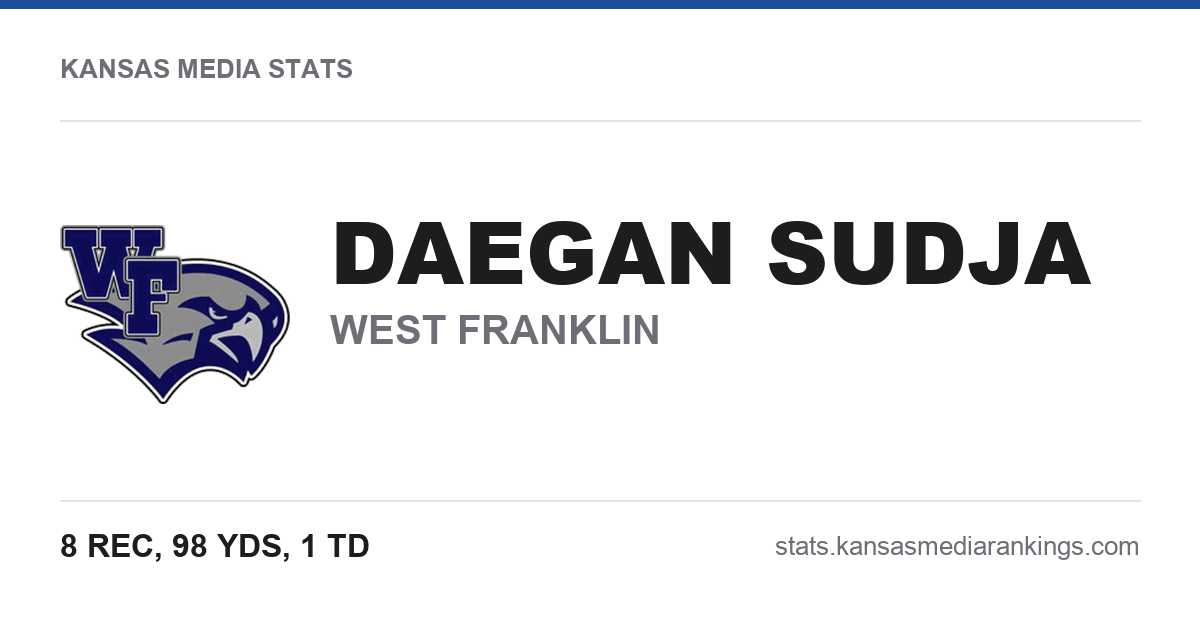 KANSAS MEDIA STATS
WF
DAEGAN SUDJA
WEST FRANKLIN
8 REC, 98 YDS, 1 TD
stats.kansasmediarankings.com